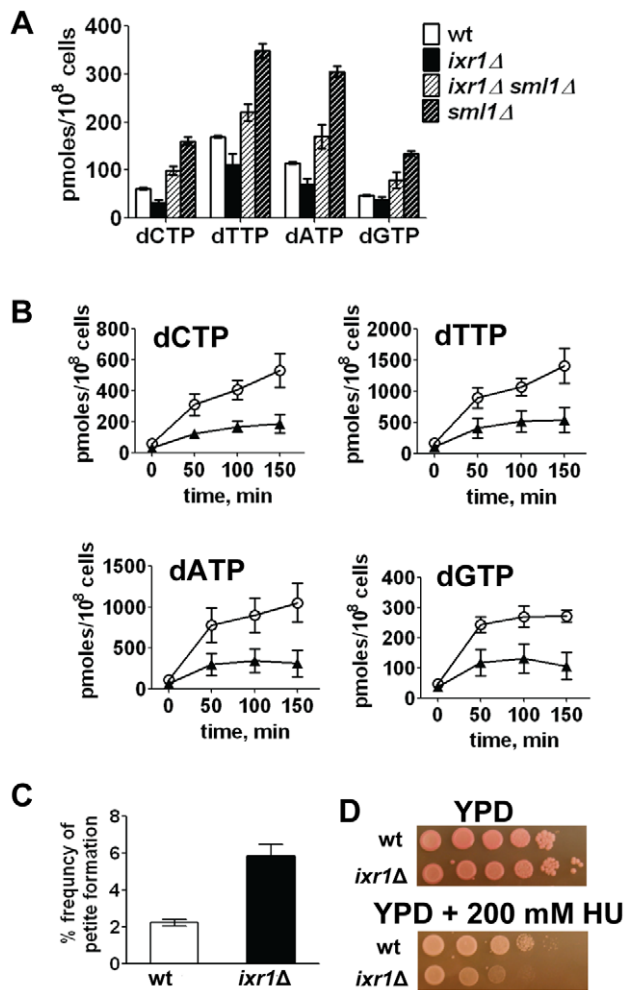 A
wt
ixr1Δ
ixr1Δ sml1Δ
sml1Δ
pmoles/10⁸ cells
400
300
200
100
0
dCTP dTTP dATP dGTP
B
dCTP
pmoles/10⁸ cells
800
600
400
200
0
0 50 100 150
time, min
dTTP
pmoles/10⁸ cells
2000
1500
1000
500
0
0 50 100 150
time, min
dATP
pmoles/10⁸ cells
1500
1000
500
0
0 50 100 150
time, min
dGTP
pmoles/10⁸ cells
400
300
200
100
0
0 50 100 150
time, min
C
% frequncy of
petite formation
8
6
4
2
0
wt ixr1Δ
D
YPD
wt
ixr1Δ
YPD + 200 mM HU
wt
ixr1Δ